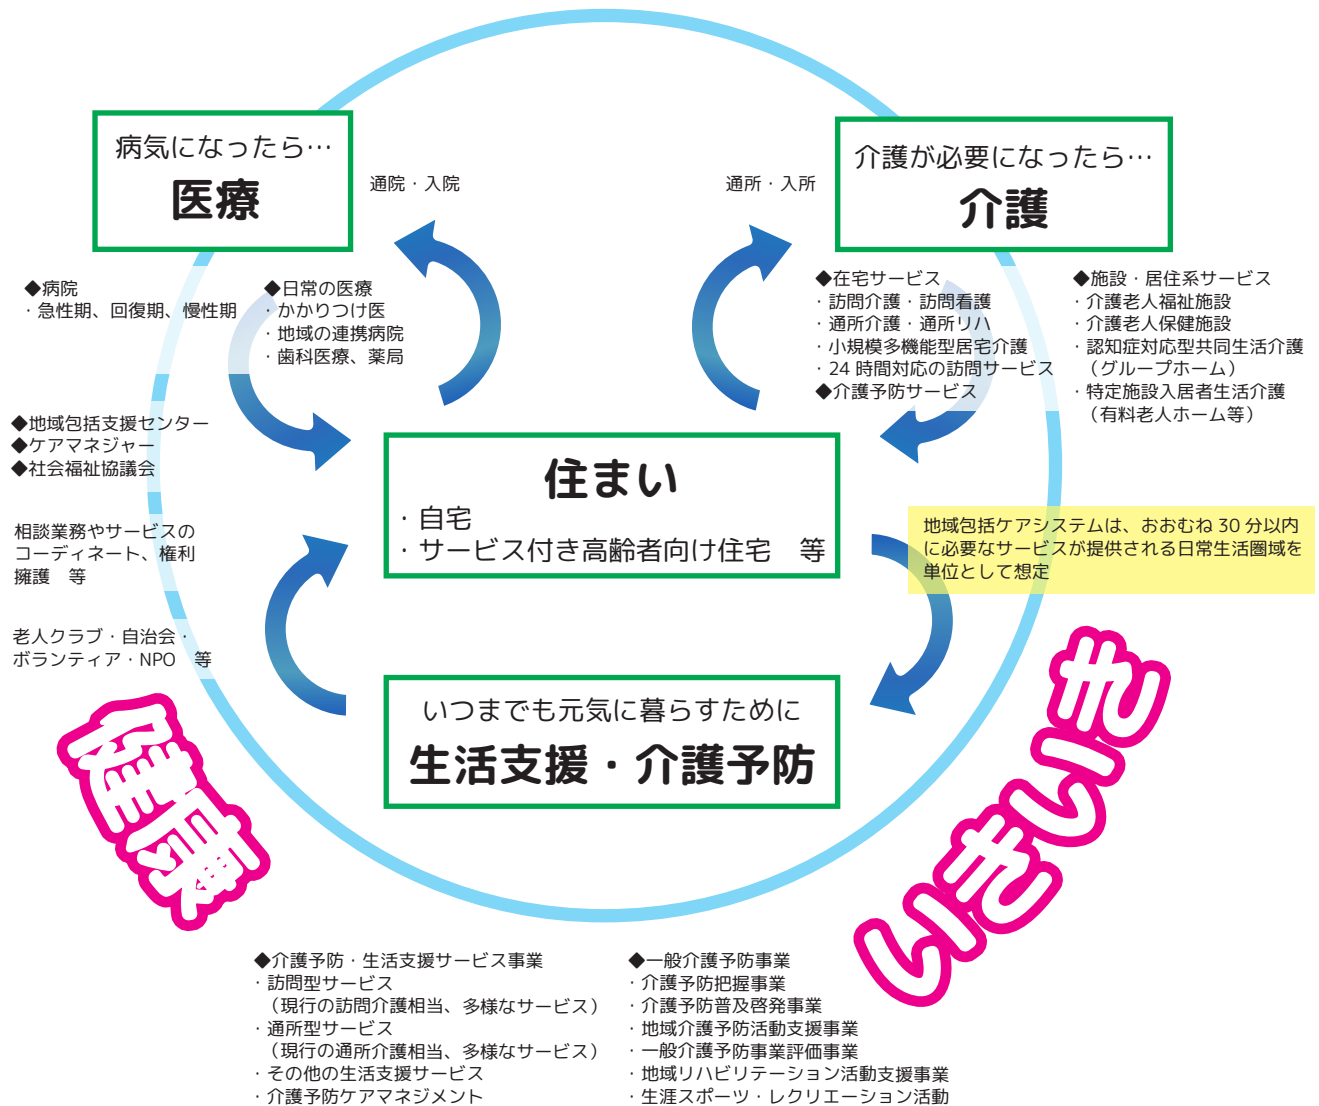 病気になったら…
医療
通院・入院
◆病院
・急性期、回復期、慢性期
◆日常の医療
・かかりつけ医
・地域の連携病院
・歯科医療、薬局
通所・入所
介護が必要になったら…
介護
◆在宅サービス
・訪問介護・訪問看護
・通所介護・通所リハ
・小規模多機能型居宅介護
・24 時間対応の訪問サービス
◆介護予防サービス
◆施設・居住系サービス
・介護老人福祉施設
・介護老人保健施設
・認知症対応型共同生活介護
（グループホーム）
・特定施設入居者生活介護
（有料老人ホーム等）
◆地域包括支援センター
◆ケアマネジャー
◆社会福祉協議会
相談業務やサービスの
コーディネート、権利
擁護　等
老人クラブ・自治会・
ボランティア・NPO　等
住まい
・自宅
・サービス付き高齢者向け住宅　等
地域包括ケアシステムは、おおむね 30 分以内
に必要なサービスが提供される日常生活圏域を
単位として想定
いつまでも元気に暮らすために
生活支援・介護予防
健康
いきいき
◆介護予防・生活支援サービス事業
・訪問型サービス
（現行の訪問介護相当、多様なサービス）
・通所型サービス
（現行の通所介護相当、多様なサービス）
・その他の生活支援サービス
・介護予防ケアマネジメント
◆一般介護予防事業
・介護予防把握事業
・介護予防普及啓発事業
・地域介護予防活動支援事業
・一般介護予防事業評価事業
・地域リハビリテーション活動支援事業
・生涯スポーツ・レクリエーション活動